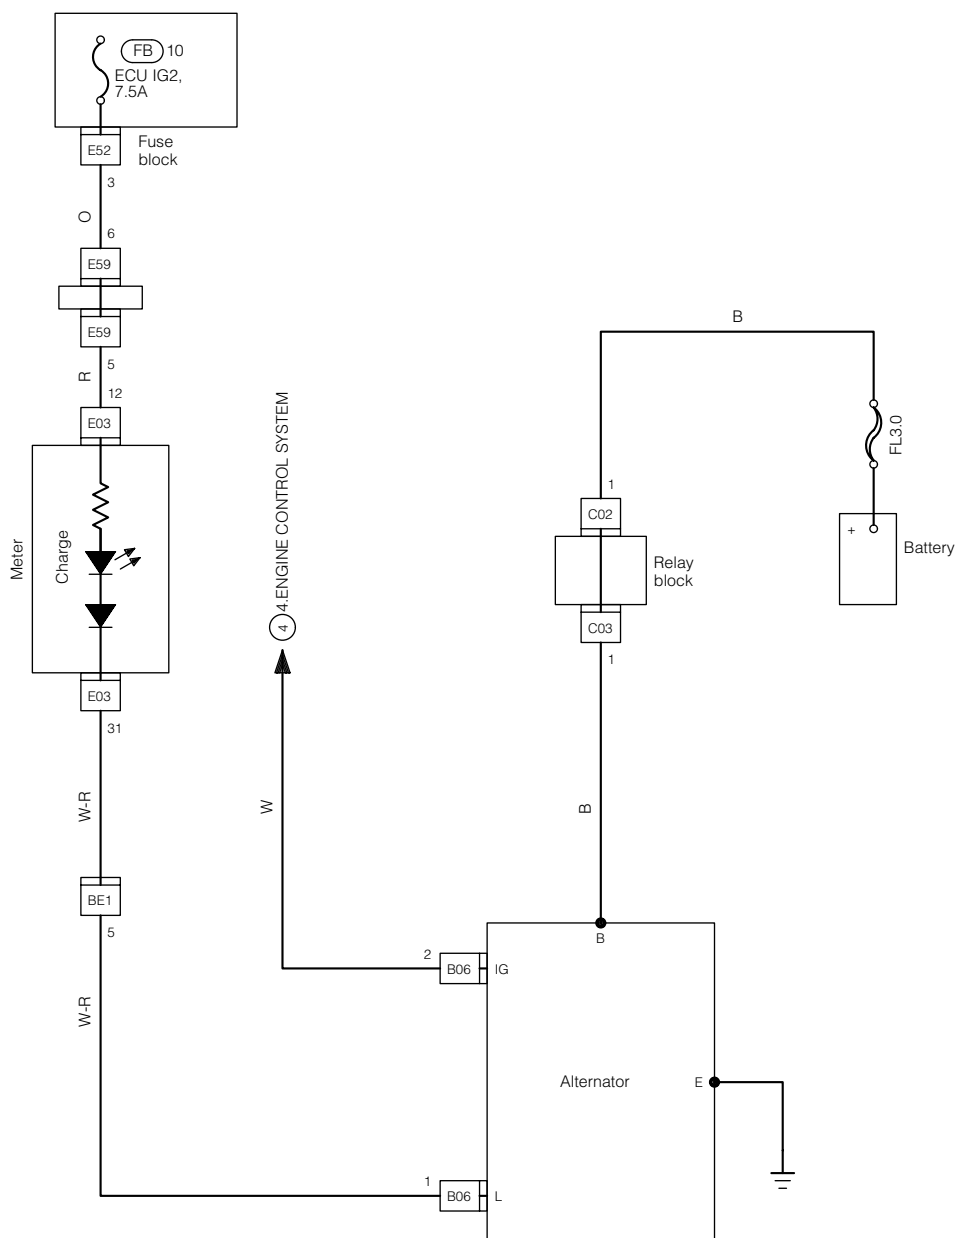 FB 10
ECU IG2,
7.5A
E52
Fuse
block
3
O
6
E59
E59
5
R
12
E03
Meter
Charge
E03
31
W-R
BE1
5
W-R
4.ENGINE CONTROL SYSTEM
4
W
B
FL3.0
1
C02
Relay
block
C03
1
+
Battery
B
B
2
B06
IG
Alternator
E
1
B06
L